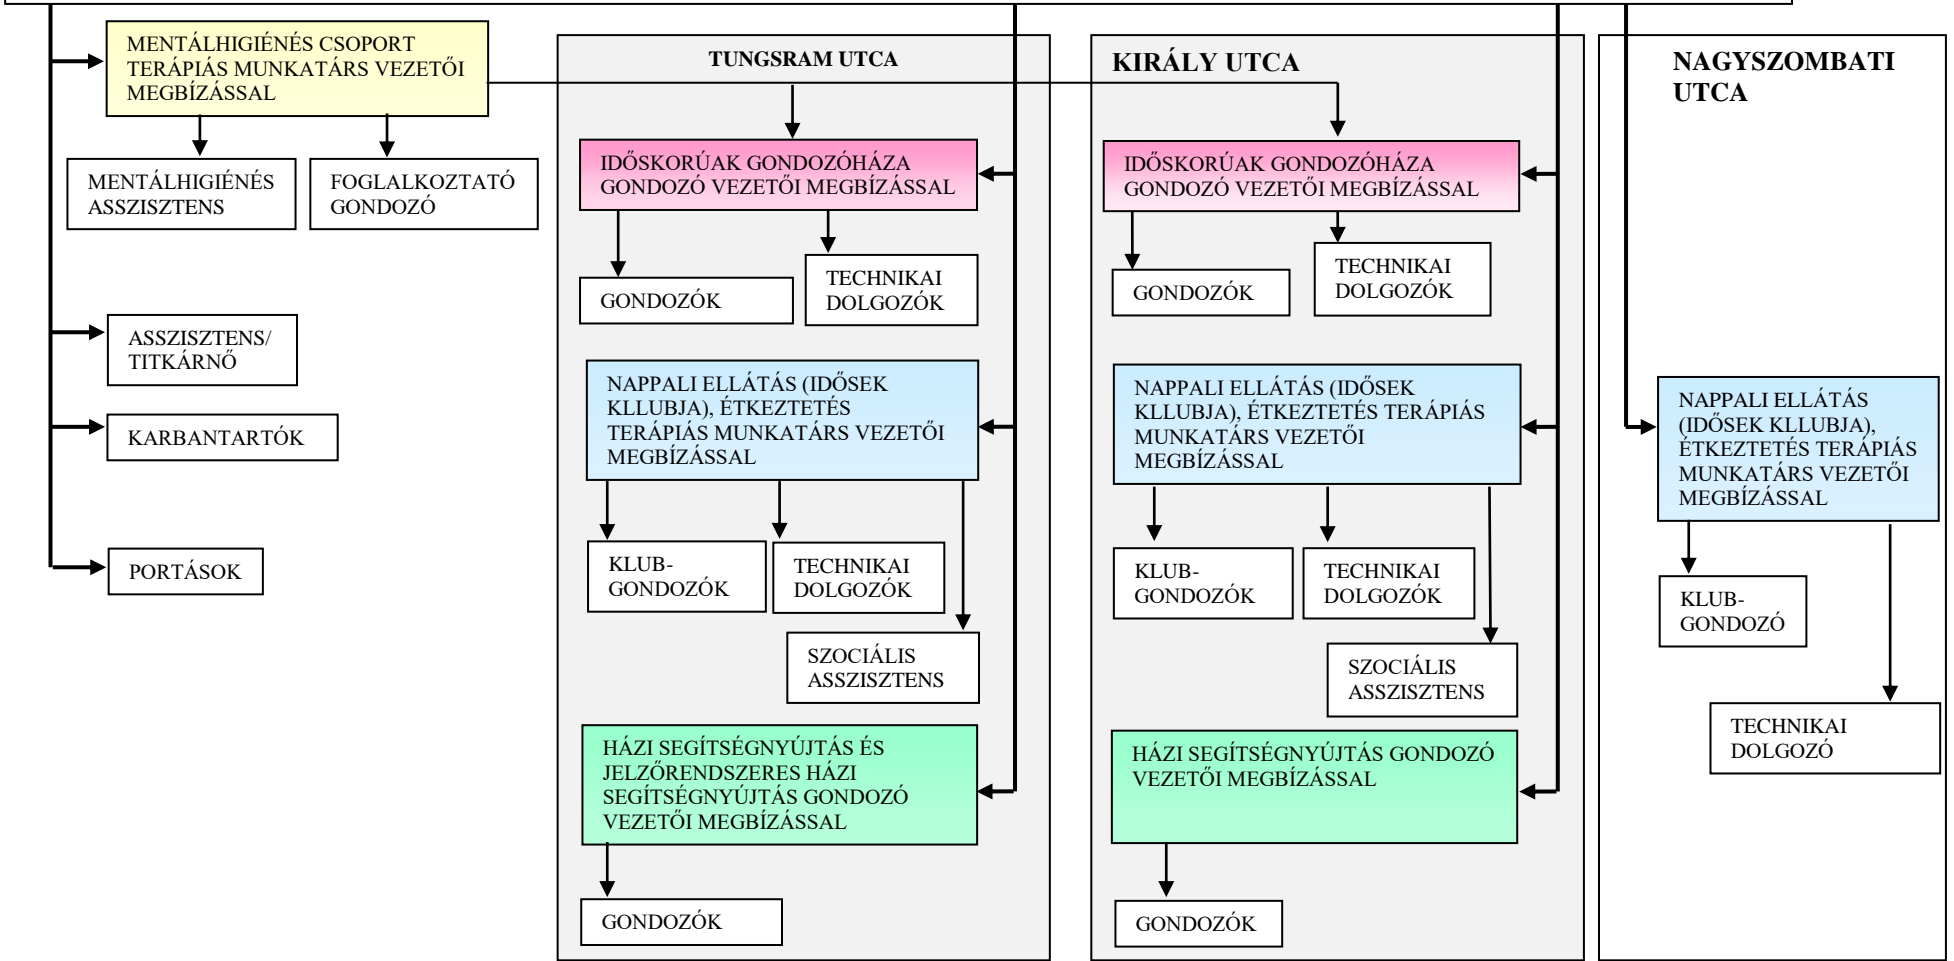 MENTÁLHIGIÉNÉS CSOPORT
TERÁPIÁS MUNKATÁRS VEZETŐI
MEGBÍZÁSSAL
MENTÁLHIGIÉNÉS
ASSZISZTENS
FOGLALKOZTATÓ
GONDOZÓ
ASSZISZTENS/
TITKÁRNŐ
KARBANTARTÓK
PORTÁSOK
TUNGSRAM UTCA
IDŐSKORÚAK GONDOZÓHÁZA
GONDOZÓ VEZETŐI MEGBÍZÁSSAL
GONDOZÓK
TECHNIKAI
DOLGOZÓK
NAPPALI ELLÁTÁS (IDŐSEK
KLLUBJA), ÉTKEZTETÉS
TERÁPIÁS MUNKATÁRS VEZETŐI
MEGBÍZÁSSAL
KLUB-
GONDOZÓK
TECHNIKAI
DOLGOZÓK
SZOCIÁLIS
ASSZISZTENS
HÁZI SEGÍTSÉGNYÚJTÁS ÉS
JELZŐRENDSZERES HÁZI
SEGÍTSÉGNYÚJTÁS GONDOZÓ
VEZETŐI MEGBÍZÁSSAL
GONDOZÓK
KIRÁLY UTCA
IDŐSKORÚAK GONDOZÓHÁZA
GONDOZÓ VEZETŐI MEGBÍZÁSSAL
GONDOZÓK
TECHNIKAI
DOLGOZÓK
NAPPALI ELLÁTÁS (IDŐSEK
KLLUBJA), ÉTKEZTETÉS TERÁPIÁS
MUNKATÁRS VEZETŐI
MEGBÍZÁSSAL
KLUB-
GONDOZÓK
TECHNIKAI
DOLGOZÓK
SZOCIÁLIS
ASSZISZTENS
HÁZI SEGÍTSÉGNYÚJTÁS GONDOZÓ
VEZETŐI MEGBÍZÁSSAL
GONDOZÓK
NAGYSZOMBATI
UTCA
NAPPALI ELLÁTÁS
(IDŐSEK KLLUBJA),
ÉTKEZTETÉS TERÁPIÁS
MUNKATÁRS VEZETŐI
MEGBÍZÁSSAL
KLUB-
GONDOZÓ
TECHNIKAI
DOLGOZÓ